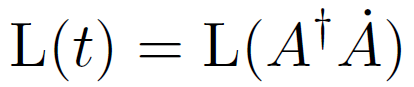 L(t) = L(A†Ȧ)